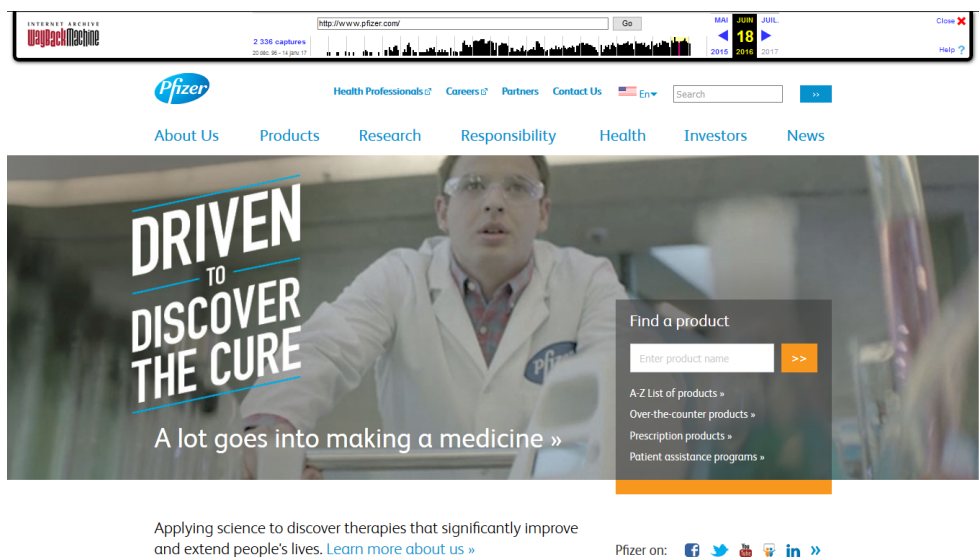 INTERNET ARCHIVE
WayBackMachine
http://www.pfizer.com/
Go
2 336 captures
20 déc. 96 - 14 janv. 17
MAI JUIN JUIL.
18
2015 2016 2017
Close
Help ?
Pfizer
Health Professionals Careers Partners Contact Us En Search >>
About Us Products Research Responsibility Health Investors News
DRIVEN
TO
DISCOVER
THE CURE
A lot goes into making a medicine »
Pfizer
Find a product
Enter product name >>
A-Z List of products »
Over-the-counter products »
Prescription products »
Patient assistance programs »
Applying science to discover therapies that significantly improve
and extend people's lives. Learn more about us »
Pfizer on: f You Tube in »